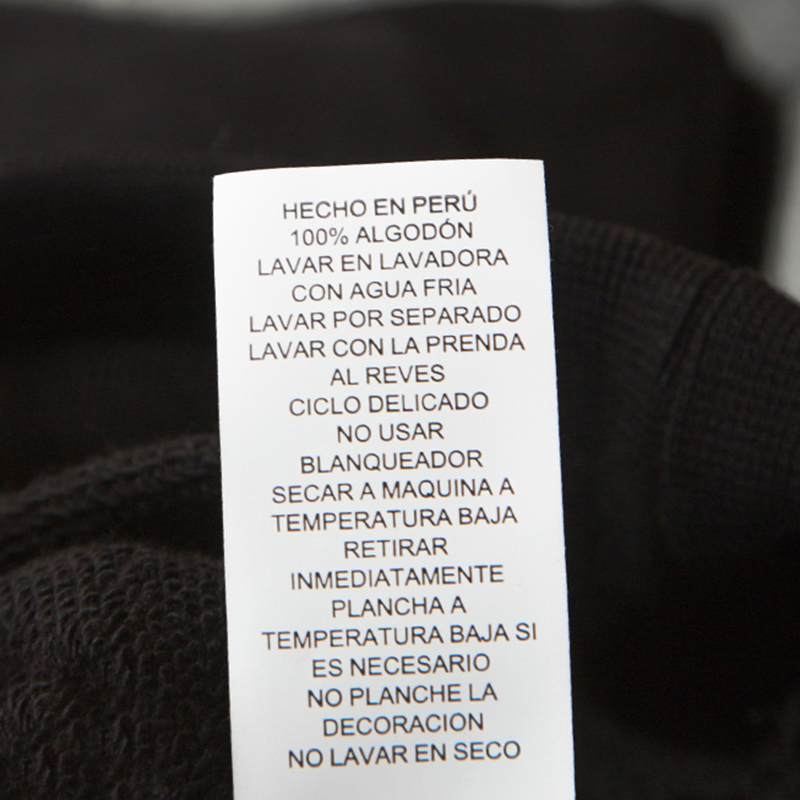 HECHO EN PERÚ
100% ALGODÓN
LAVAR EN LAVADORA
CON AGUA FRIA
LAVAR POR SEPARADO
LAVAR CON LA PRENDA
AL REVES
CICLO DELICADO
NO USAR
BLANQUEADOR
SECAR A MAQUINA A
TEMPERATURA BAJA
RETIRAR
INMEDIATAMENTE
PLANCHA A
TEMPERATURA BAJA SI
ES NECESARIO
NO PLANCHE LA
DECORACION
NO LAVAR EN SECO